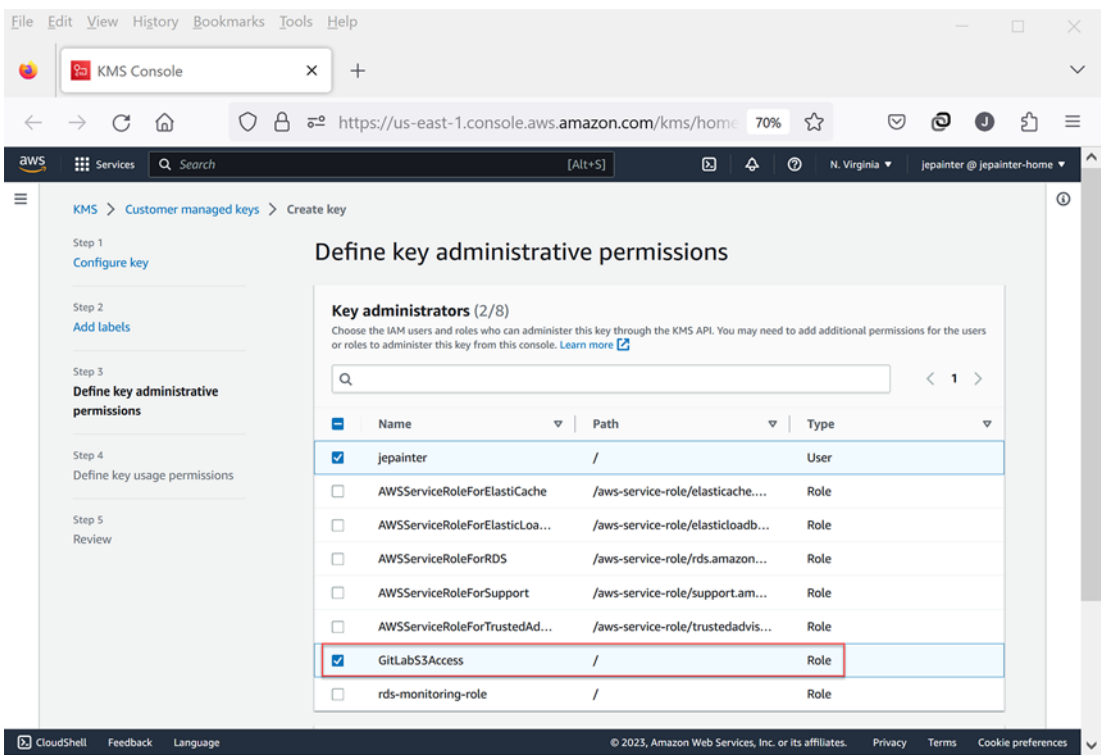 File Edit View History Bookmarks Tools Help
KMS Console
https://us-east-1.console.aws.amazon.com/kms/home 70% J
aws Services Search [Alt+S] N. Virginia ▼ jepainter @ jepainter-home ▼
KMS > Customer managed keys > Create key
Step 1
Configure key
Step 2
Add labels
Step 3
Define key administrative
permissions
Step 4
Define key usage permissions
Step 5
Review
Define key administrative permissions
Key administrators (2/8)
Choose the IAM users and roles who can administer this key through the KMS API. You may need to add additional permissions for the users
or roles to administer this key from this console. Learn more
< 1 >
Name Path Type
jepainter / User
AWSServiceRoleForElastiCache /aws-service-role/elasticache.... Role
AWSServiceRoleForElasticLoa... /aws-service-role/elasticloadb... Role
AWSServiceRoleForRDS /aws-service-role/rds.amazon... Role
AWSServiceRoleForSupport /aws-service-role/support.am... Role
AWSServiceRoleForTrustedAd... /aws-service-role/trustedadvis... Role
GitLabS3Access / Role
rds-monitoring-role / Role
CloudShell Feedback Language © 2023, Amazon Web Services, Inc. or its affiliates. Privacy Terms Cookie preferences